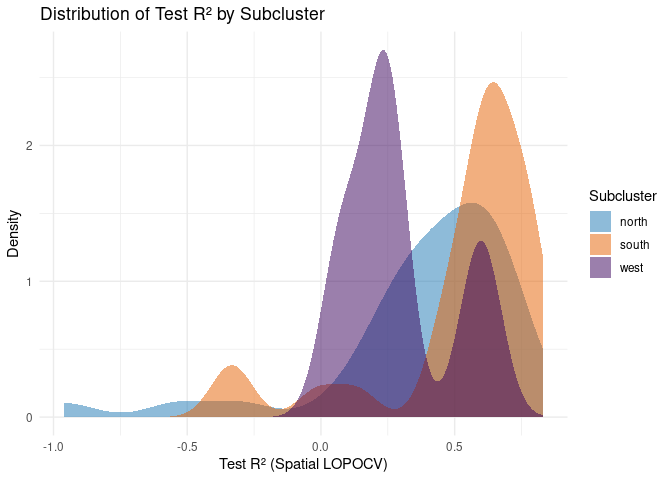 Distribution of Test R² by Subcluster
Density
2
1
0
-1.0
-0.5
0.0
0.5
Test R² (Spatial LOPOCV)
Subcluster
north
south
west